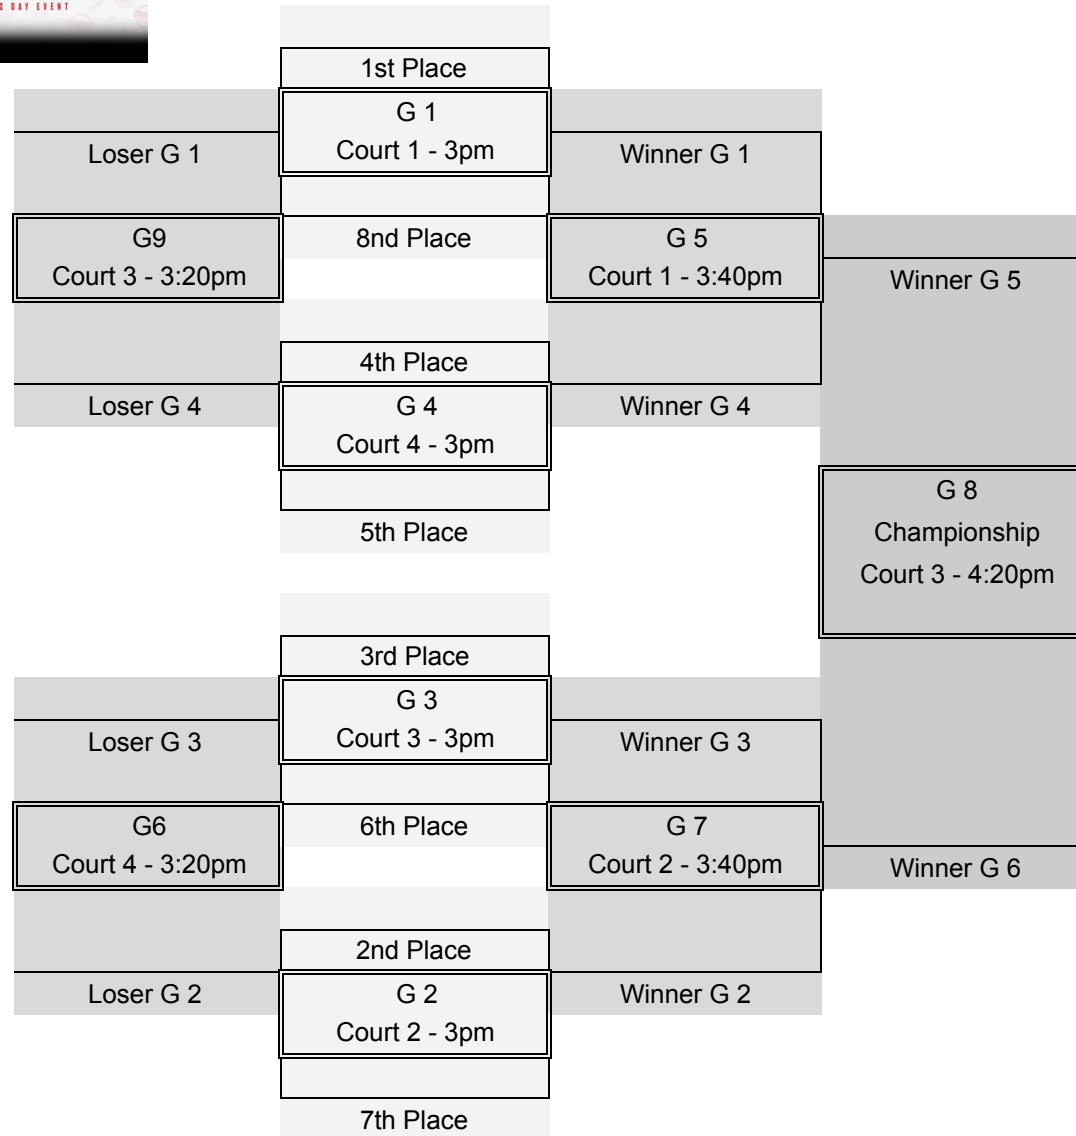 DAY EVENT
1st Place
G 1
Court 1 - 3pm
Loser G 1
Winner G 1
G9
Court 3 - 3:20pm
8nd Place
G 5
Court 1 - 3:40pm
Winner G 5
4th Place
Loser G 4
G 4
Court 4 - 3pm
Winner G 4
5th Place
G 8
Championship
Court 3 - 4:20pm
3rd Place
G 3
Court 3 - 3pm
Loser G 3
Winner G 3
G6
Court 4 - 3:20pm
6th Place
G 7
Court 2 - 3:40pm
Winner G 6
2nd Place
Loser G 2
G 2
Court 2 - 3pm
Winner G 2
7th Place